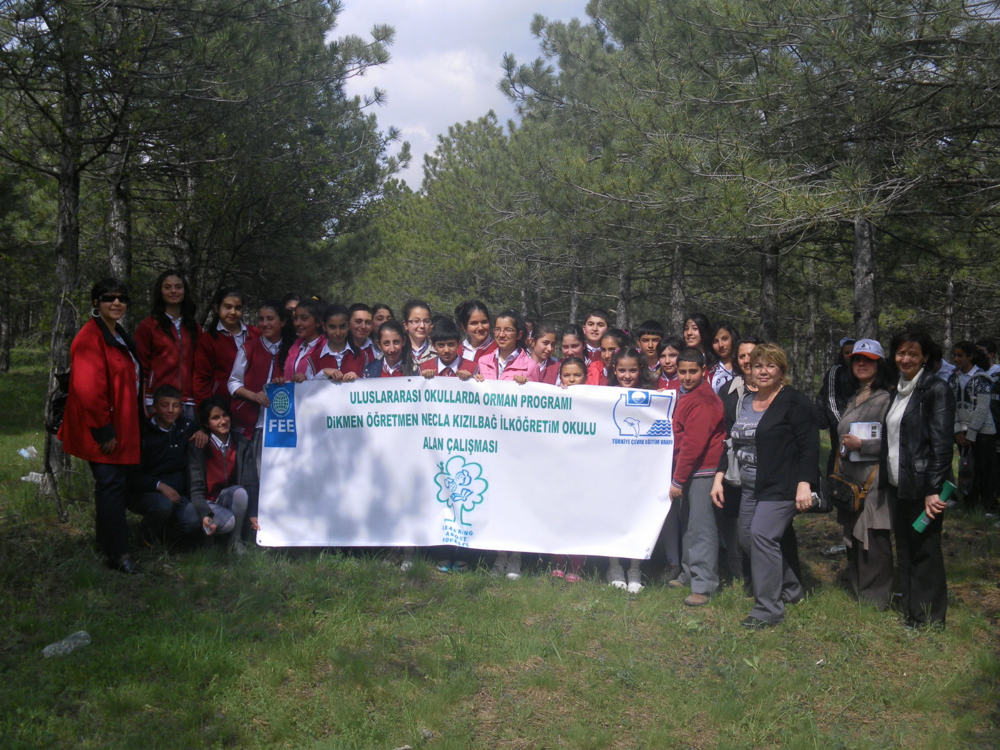 ULUSLARARASI OKULLARDA ORMAN PROGRAMI
DİKMEN ÖĞRETMEN NECLA KIZILBAĞ İLKÖĞRETİM OKULU
ALAN ÇALIŞMASI
FEE
TÜRKİYE ÇEVRE EĞİTİM VAKFI
LEARNING
ABOUT
FORESTS